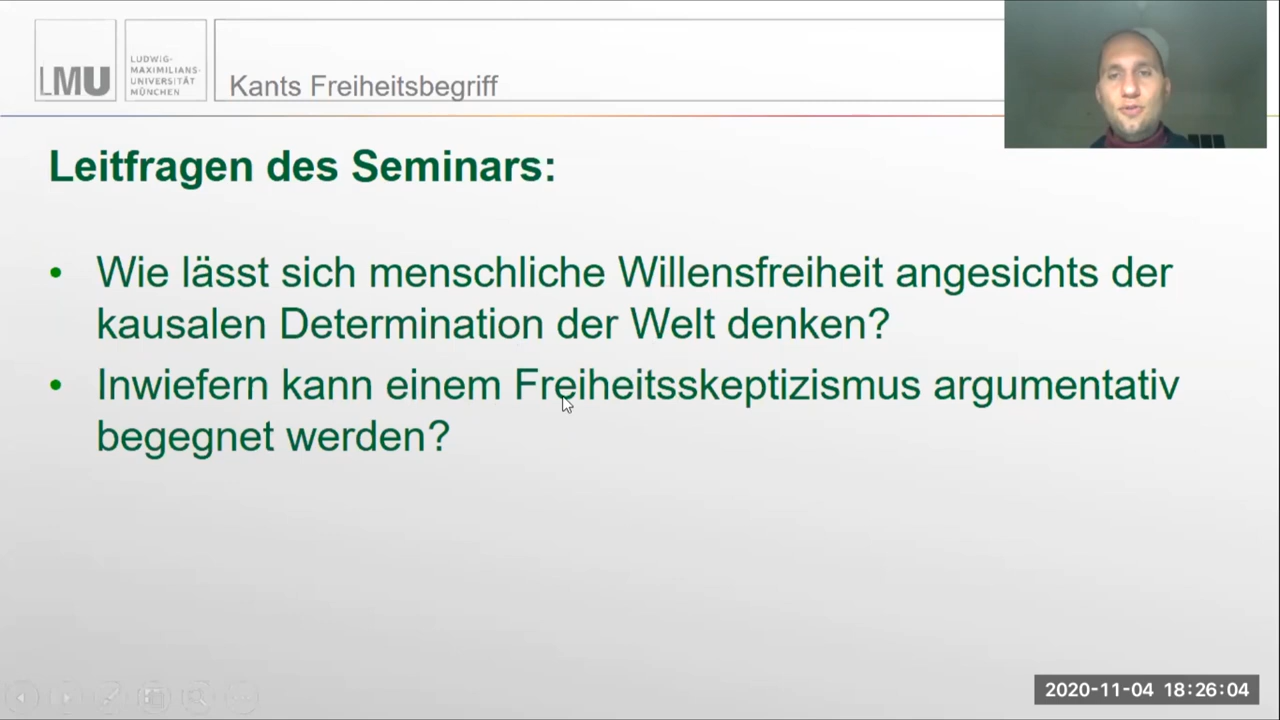 LMU
LUDWIG-
MAXIMILIANS-
UNIVERSITÄT
MÜNCHEN
Kants Freiheitsbegriff
Leitfragen des Seminars:
• Wie lässt sich menschliche Willensfreiheit angesichts der
kausalen Determination der Welt denken?
• Inwiefern kann einem Freiheitsskeptizismus argumentativ
begegnet werden?
2020-11-04 18:26:04